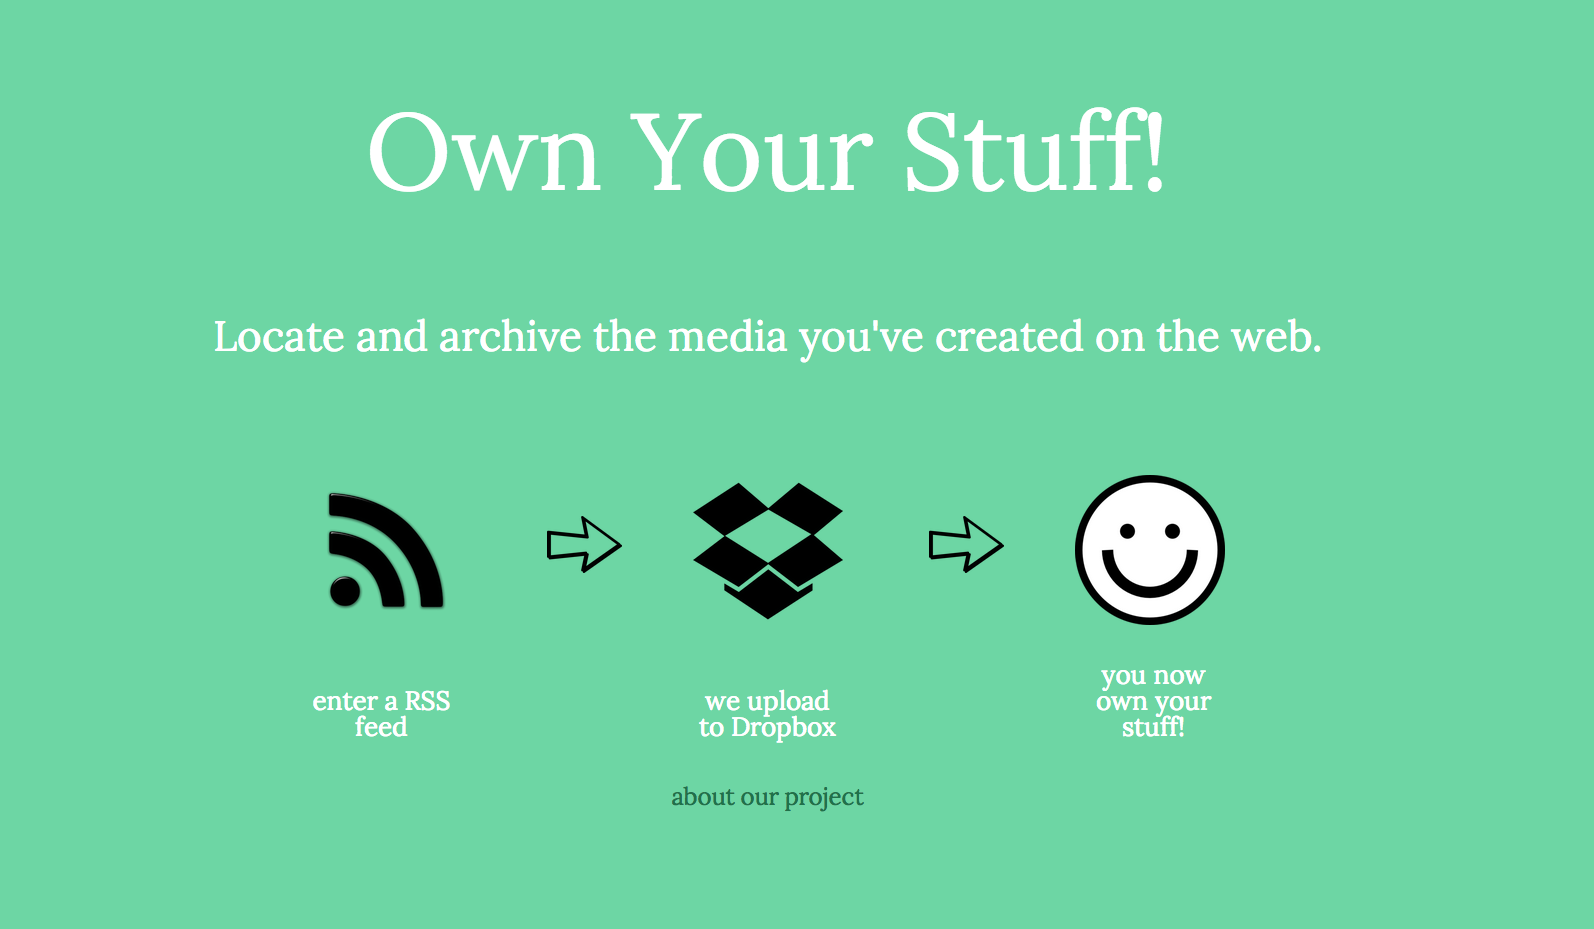 Own Your Stuff!
Locate and archive the media you've created on the web.
enter a RSS
feed
we upload
to Dropbox
you now
own your
stuff!
about our project